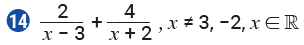 14 2/(x − 3) + 4/(x + 2) , x ≠ 3, −2, x ∈ ℝ